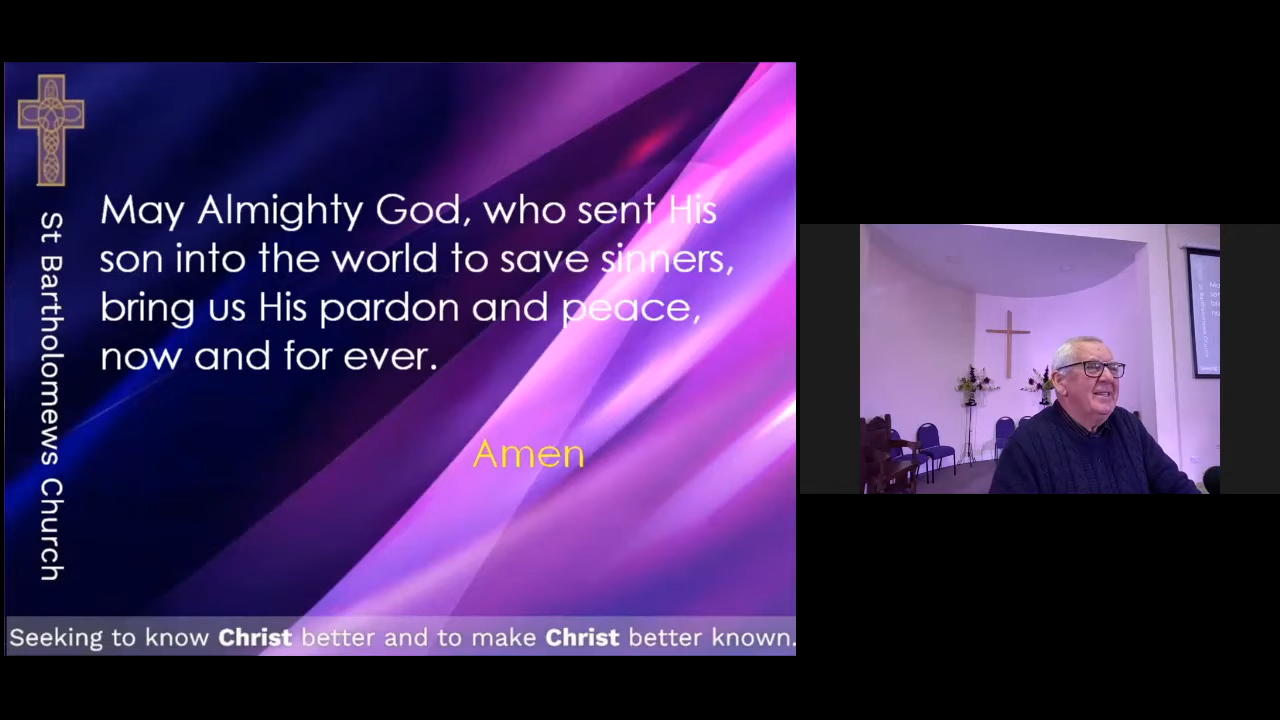 St Bartholomews Church
May Almighty God, who sent His
son into the world to save sinners,
bring us His pardon and peace,
now and for ever.
Amen
Seeking to know Christ better and to make Christ better known.